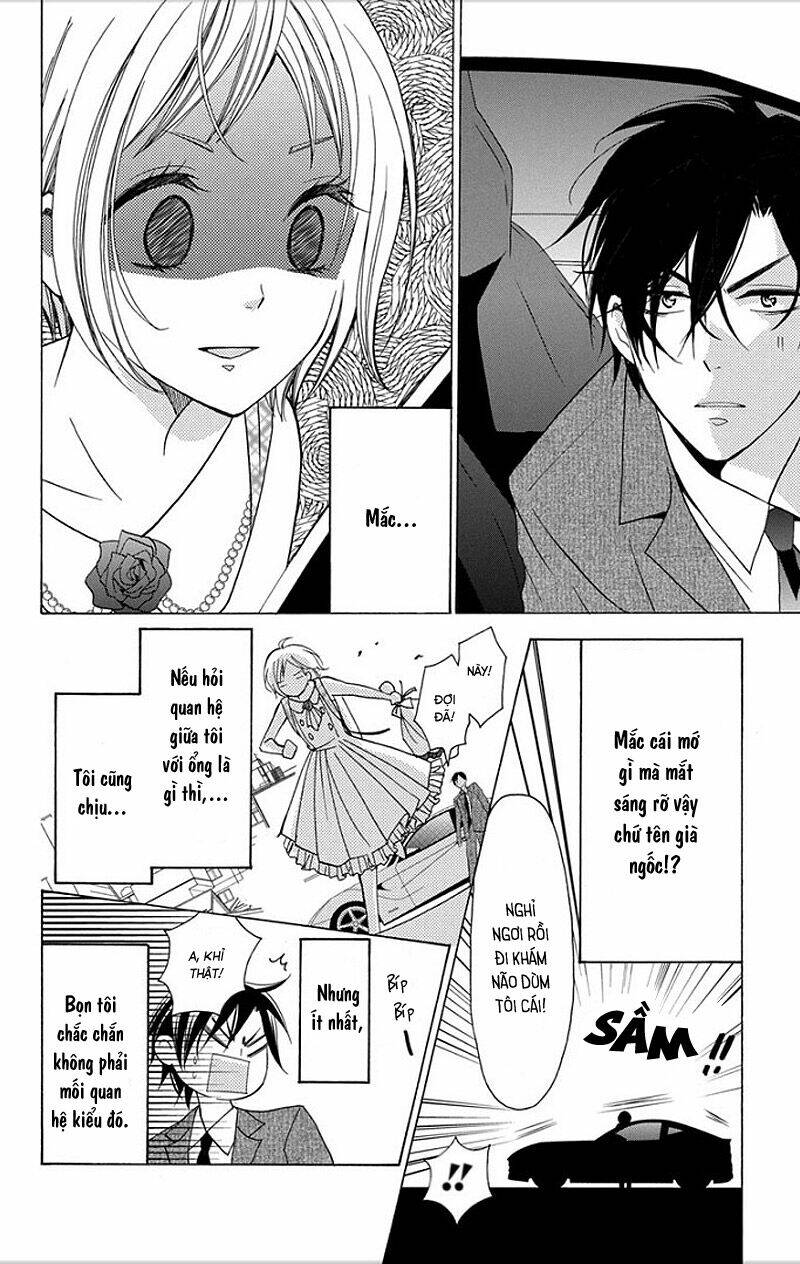 Mắc...
Mắc cái mớ
gì mà mắt
sáng rỡ vậy
chứ tên già
ngốc!?
NGHỈ
NGƠI RỒI
ĐI KHÁM
NÃO DÙM
TÔI CÁI!
SẦM!!
!!
NÀY!
ĐỢI
ĐÃ!
Nếu hỏi
quan hệ
giữa tôi
với ổng là
gì thì,...
Tôi cũng
chịu...
Bíp
Bíp
Nhưng
ít nhất,
A, KHỈ
THẬT!
Bọn tôi
chắc chắn
không phải
mối quan
hệ kiểu đó.